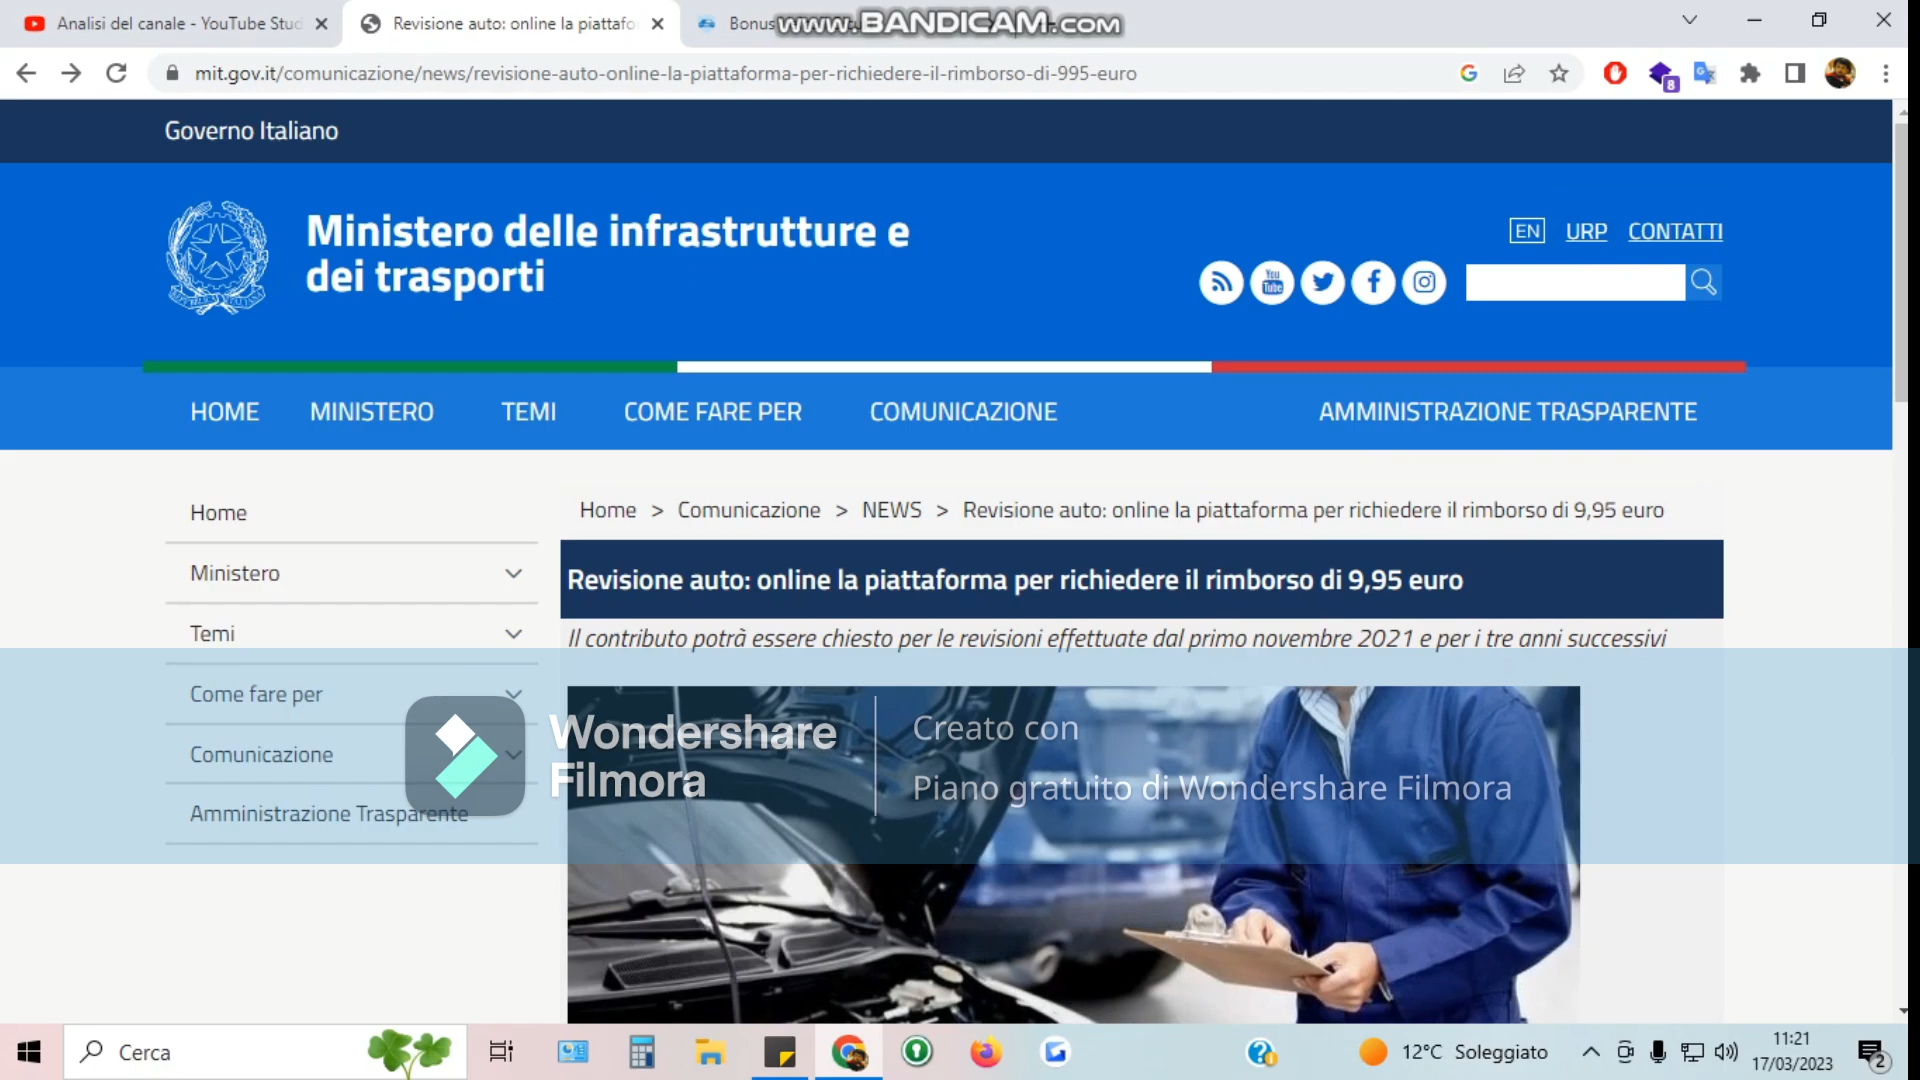 Analisi del canale - YouTube Stud
Revisione auto: online la piattafo
Bonus
www.BANDICAM.com
mit.gov.it/comunicazione/news/revisione-auto-online-la-piattaforma-per-richiedere-il-rimborso-di-995-euro
8
Governo Italiano
Ministero delle infrastrutture e
dei trasporti
EN URP CONTATTI
You
Tube
HOME MINISTERO TEMI COME FARE PER COMUNICAZIONE AMMINISTRAZIONE TRASPARENTE
Home
Ministero
Temi
Come fare per
Comunicazione
Amministrazione Trasparente
Home > Comunicazione > NEWS > Revisione auto: online la piattaforma per richiedere il rimborso di 9,95 euro
Revisione auto: online la piattaforma per richiedere il rimborso di 9,95 euro
Il contributo potrà essere chiesto per le revisioni effettuate dal primo novembre 2021 e per i tre anni successivi
Wondershare
Filmora
Creato con
Piano gratuito di Wondershare Filmora
Cerca
12°C Soleggiato
11:21
17/03/2023
2